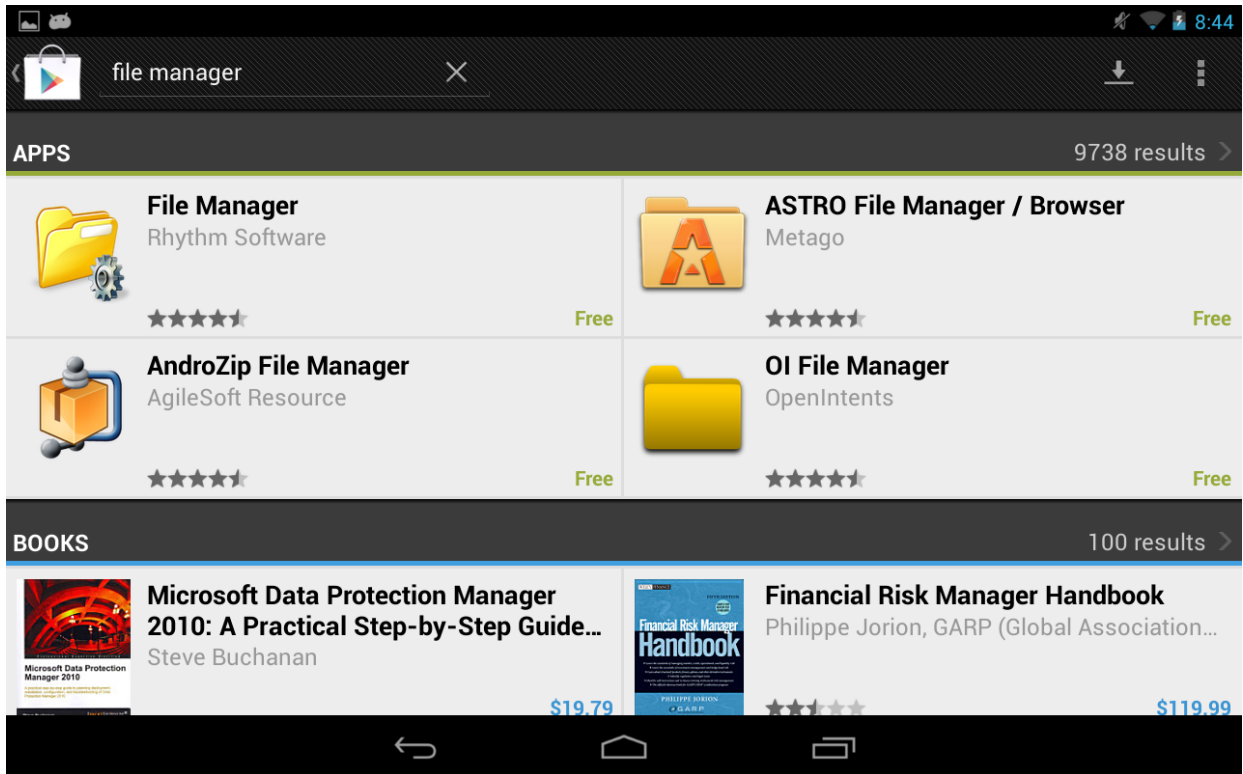 8:44
file manager
APPS
9738 results
File Manager
Rhythm Software
Free
ASTRO File Manager / Browser
Metago
Free
AndroZip File Manager
AgileSoft Resource
Free
OI File Manager
OpenIntents
Free
BOOKS
100 results
Microsoft Data Protection Manager
2010: A Practical Step-by-Step Guide…
Steve Buchanan
$19.79
Microsoft Data Protection
Manager 2010
Financial Risk Manager Handbook
Philippe Jorion, GARP (Global Association…
$119.99
Financial Risk Manager
Handbook
PHILIPPE JORION
GARP